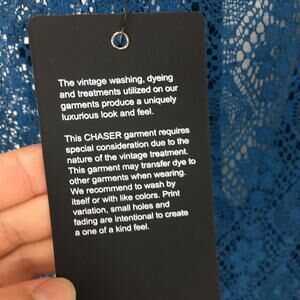 The vintage washing, dyeing
and treatments utilized on our
garments produce a uniquely
luxurious look and feel.
This CHASER garment requires
special consideration due to the
nature of the vintage treatment.
This garment may transfer dye to
other garments when wearing.
We recommend to wash by
itself or with like colors. Print
variation, small holes and
fading are intentional to create
a one of a kind feel.